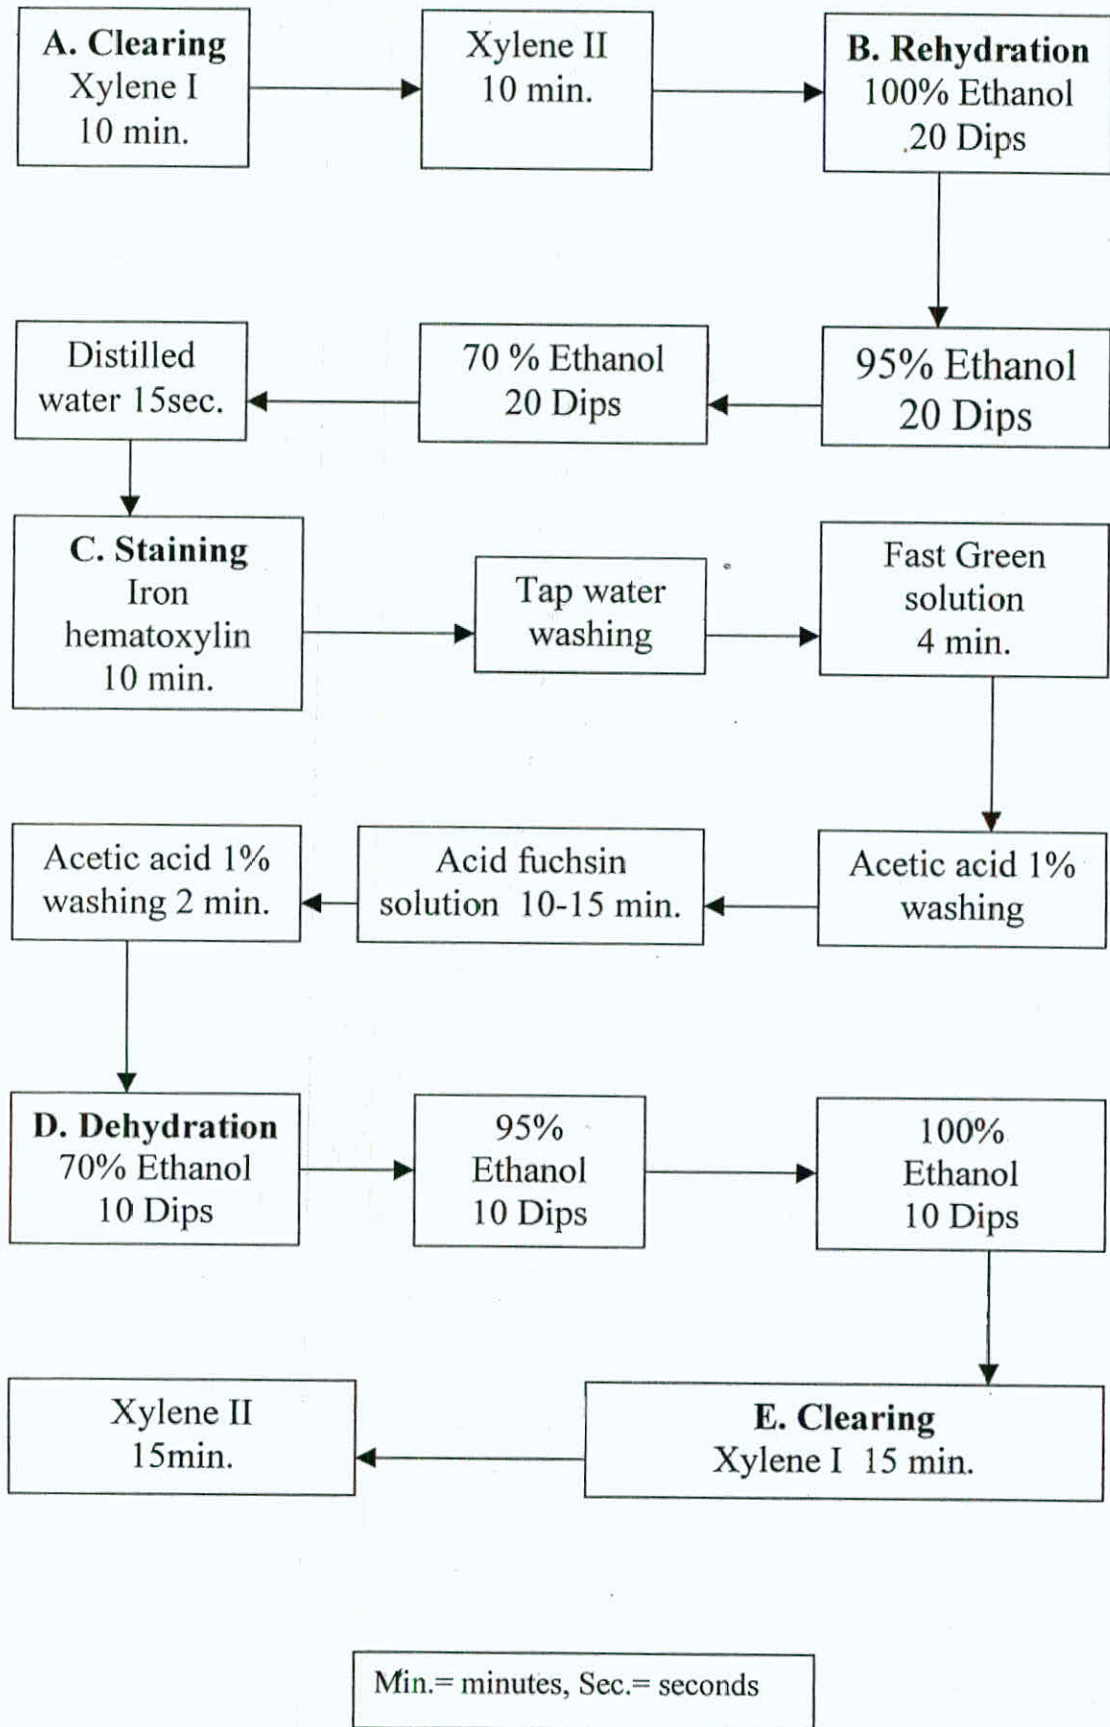 A. Clearing
Xylene I
10 min.
Xylene II
10 min.
B. Rehydration
100% Ethanol
20 Dips
95% Ethanol
20 Dips
70 % Ethanol
20 Dips
Distilled
water 15sec.
C. Staining
Iron
hematoxylin
10 min.
Tap water
washing
Fast Green
solution
4 min.
Acetic acid 1%
washing
Acid fuchsin
solution 10-15 min.
Acetic acid 1%
washing 2 min.
D. Dehydration
70% Ethanol
10 Dips
95%
Ethanol
10 Dips
100%
Ethanol
10 Dips
E. Clearing
Xylene I 15 min.
Xylene II
15min.
Min.= minutes, Sec.= seconds